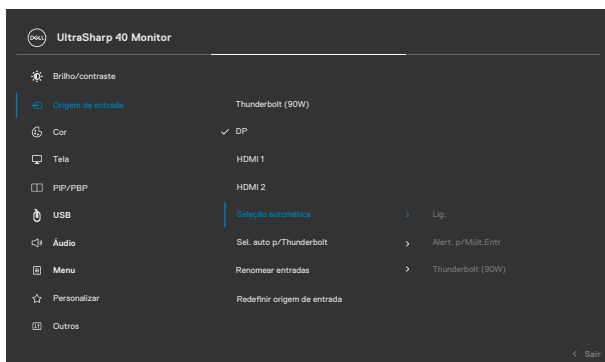 DELL UltraSharp 40 Monitor
Brilho/contraste
Origem de entrada Thunderbolt (90W)
Cor DP
Tela HDMI 1
PIP/PBP HDMI 2
USB Seleção automática Lig.
Áudio Sel. auto p/Thunderbolt Alert. p/Múlt.Entr
Menu Renomear entradas Thunderbolt (90W)
Personalizar Redefinir origem de entrada
Outros
Sair